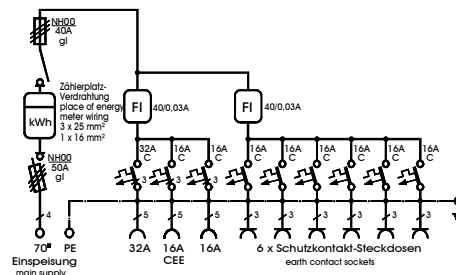 NH00
40A
gl
Zählerplatz-
Verdrahtung
place of energy
meter wiring
3 x 25 mm²
1 x 16 mm²
kWh
NH00
50A
gl
FI
40/0,03A
FI
40/0,03A
32A
C
16A
C
16A
C
16A
C
16A
C
16A
C
16A
C
16A
C
16A
C
3
3
3
4
5
5
5
3
3
3
3
3
3
70
PE
32A
16A
16A
CEE
6 x Schutzkontakt-Steckdosen
earth contact sockets
Einspeisung
main supply